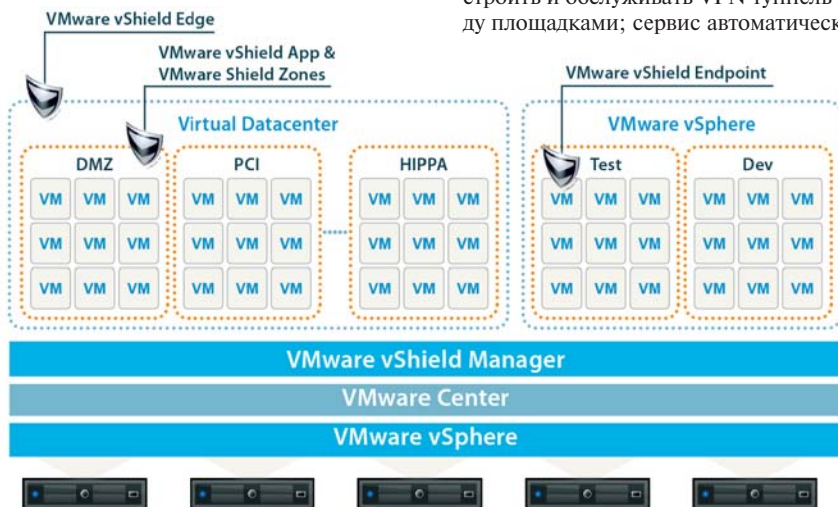 строить и обслуживать VPN-туннель
ду площадками; сервис автоматическ
VMware vShield Edge
VMware vShield App &
VMware Shield Zones
VMware vShield Endpoint
Virtual Datacenter
VMware vSphere
DMZ PCI HIPPA Test Dev
VM VM VM VM VM VM VM VM VM VM VM VM VM VM VM
VM VM VM VM VM VM VM VM VM VM VM VM VM VM VM
VM VM VM VM VM VM VM VM VM VM VM VM VM VM VM
VMware vShield Manager
VMware Center
VMware vSphere